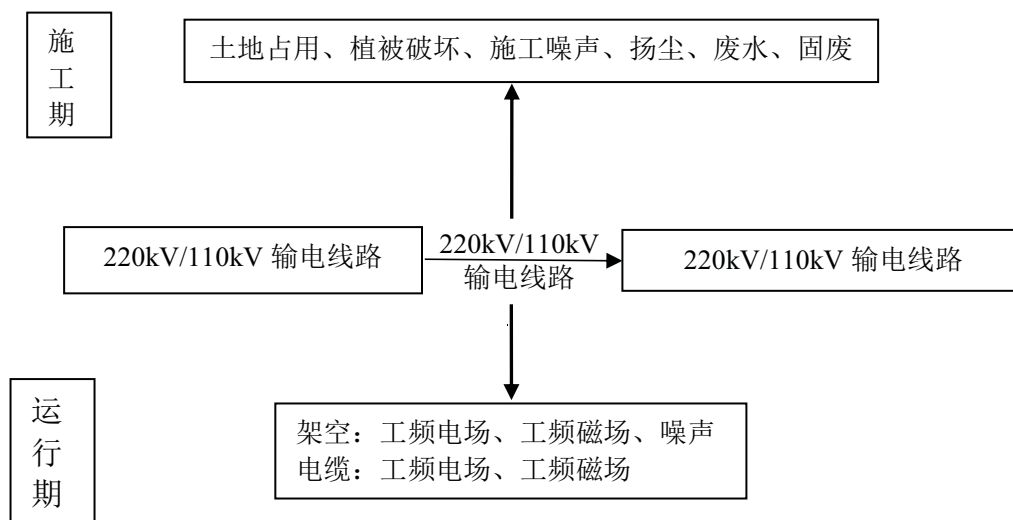 施
工
期
土地占用、植被破坏、施工噪声、扬尘、废水、固废
220kV/110kV 输电线路
220kV/110kV
输电线路
220kV/110kV 输电线路
运
行
期
架空：工频电场、工频磁场、噪声
电缆：工频电场、工频磁场